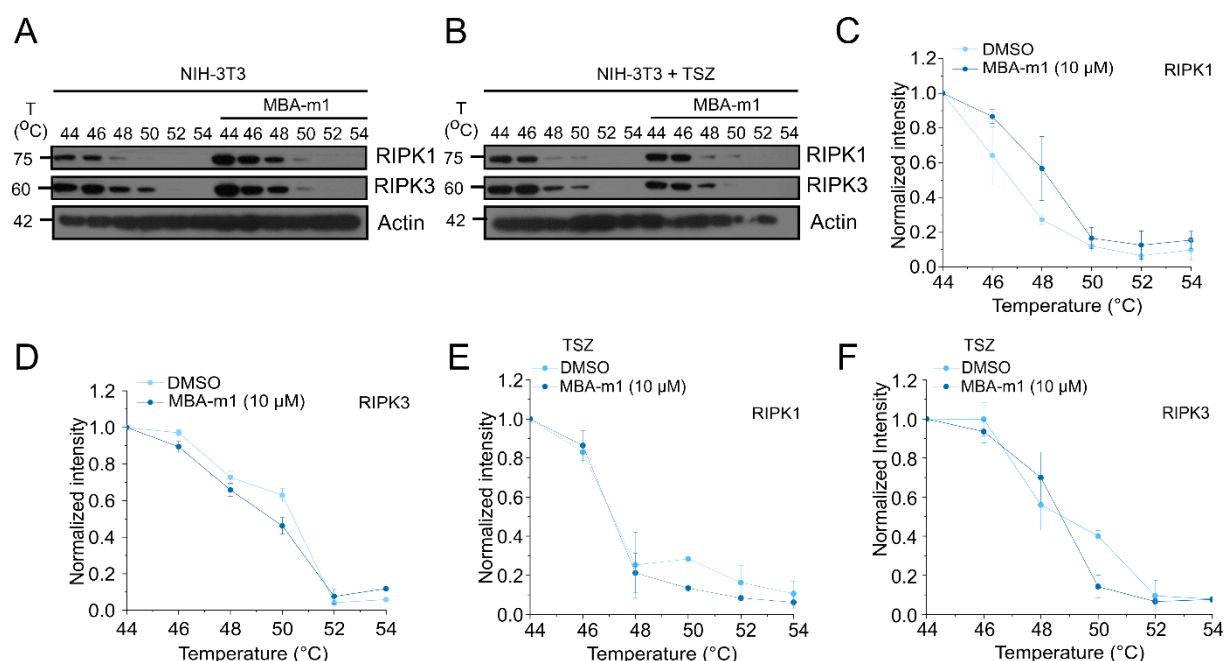 A
NIH-3T3
MBA-m1
T
(°C)
44 46 48 50 52 54 44 46 48 50 52 54
75
RIPK1
60
RIPK3
42
Actin
B
NIH-3T3 + TSZ
MBA-m1
T
(°C)
44 46 48 50 52 54 44 46 48 50 52 54
75
RIPK1
60
RIPK3
42
Actin
C
DMSO
MBA-m1 (10 µM)
RIPK1
Normalized intensity
1.2
1.0
0.8
0.6
0.4
0.2
0.0
44 46 48 50 52 54
Temperature (°C)
D
DMSO
MBA-m1 (10 µM)
RIPK3
Normalized intensity
1.2
1.0
0.8
0.6
0.4
0.2
0.0
44 46 48 50 52 54
Temperature (°C)
E
TSZ
DMSO
MBA-m1 (10 µM)
RIPK1
Normalized intensity
1.2
1.0
0.8
0.6
0.4
0.2
0.0
44 46 48 50 52 54
Temperature (°C)
F
TSZ
DMSO
MBA-m1 (10 µM)
RIPK3
Normalized Intensity
1.2
1.0
0.8
0.6
0.4
0.2
0.0
44 46 48 50 52 54
Temperature (°C)